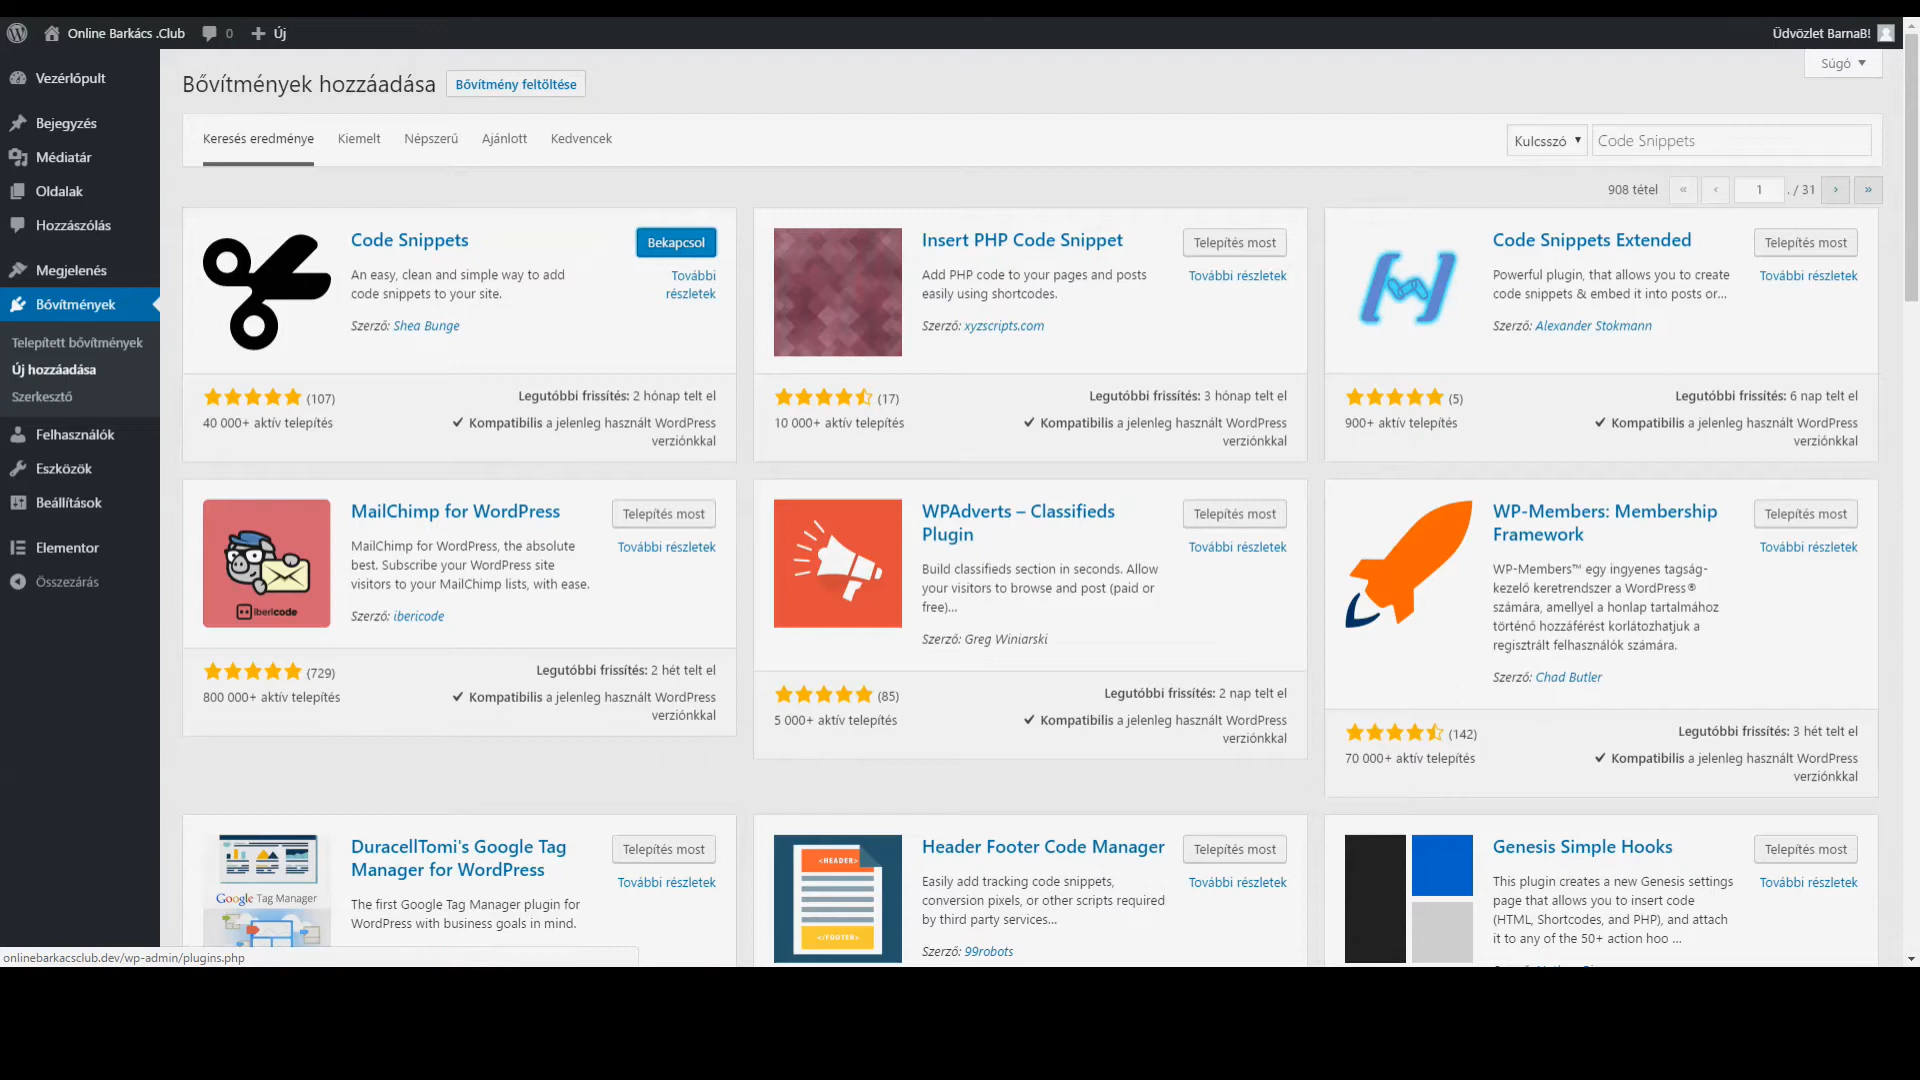 Online Barkács .Club
0
Új
Üdvözlet BarnaB!
Vezérlőpult
Bejegyzés
Médiatár
Oldalak
Hozzászólás
Megjelenés
Bővítmények
Telepített bővítmények
Új hozzáadása
Szerkesztő
Felhasználók
Eszközök
Beállítások
Elementor
Összezárás
Súgó
Bővítmények hozzáadása
Bővítmény feltöltése
Keresés eredménye
Kiemelt
Népszerű
Ajánlott
Kedvencek
Kulcsszó
Code Snippets
908 tétel
«
‹
1
. / 31
›
»
Code Snippets
Bekapcsol
További
részletek
An easy, clean and simple way to add
code snippets to your site.
Szerző: Shea Bunge
(107)
40 000+ aktív telepítés
Legutóbbi frissítés: 2 hónap telt el
Kompatibilis a jelenleg használt WordPress
verziónkkal
Insert PHP Code Snippet
Telepítés most
További részletek
Add PHP code to your pages and posts
easily using shortcodes.
Szerző: xyzscripts.com
(17)
10 000+ aktív telepítés
Legutóbbi frissítés: 3 hónap telt el
Kompatibilis a jelenleg használt WordPress
verziónkkal
Code Snippets Extended
Telepítés most
További részletek
Powerful plugin, that allows you to create
code snippets & embed it into posts or...
Szerző: Alexander Stokmann
(5)
900+ aktív telepítés
Legutóbbi frissítés: 6 nap telt el
Kompatibilis a jelenleg használt WordPress
verziónkkal
ibericode
MailChimp for WordPress
Telepítés most
További részletek
MailChimp for WordPress, the absolute
best. Subscribe your WordPress site
visitors to your MailChimp lists, with ease.
Szerző: ibericode
(729)
800 000+ aktív telepítés
Legutóbbi frissítés: 2 hét telt el
Kompatibilis a jelenleg használt WordPress
verziónkkal
WPAdverts – Classifieds
Plugin
Telepítés most
További részletek
Build classifieds section in seconds. Allow
your visitors to browse and post (paid or
free)...
Szerző: Greg Winiarski
(85)
5 000+ aktív telepítés
Legutóbbi frissítés: 2 nap telt el
Kompatibilis a jelenleg használt WordPress
verziónkkal
WP-Members: Membership
Framework
Telepítés most
További részletek
WP-Members™ egy ingyenes tagság-
kezelő keretrendszer a WordPress®
számára, amellyel a honlap tartalmához
történő hozzáférést korlátozhatjuk a
regisztrált felhasználók számára.
Szerző: Chad Butler
(142)
70 000+ aktív telepítés
Legutóbbi frissítés: 3 hét telt el
Kompatibilis a jelenleg használt WordPress
verziónkkal
Google Tag Manager
DuracellTomi's Google Tag
Manager for WordPress
Telepítés most
További részletek
The first Google Tag Manager plugin for
WordPress with business goals in mind.
<HEADER>
</FOOTER>
Header Footer Code Manager
Telepítés most
További részletek
Easily add tracking code snippets,
conversion pixels, or other scripts required
by third party services...
Szerző: 99robots
Genesis Simple Hooks
Telepítés most
További részletek
This plugin creates a new Genesis settings
page that allows you to insert code
(HTML, Shortcodes, and PHP), and attach
it to any of the 50+ action hoo ...
onlinebarkacsclub.dev/wp-admin/plugins.php